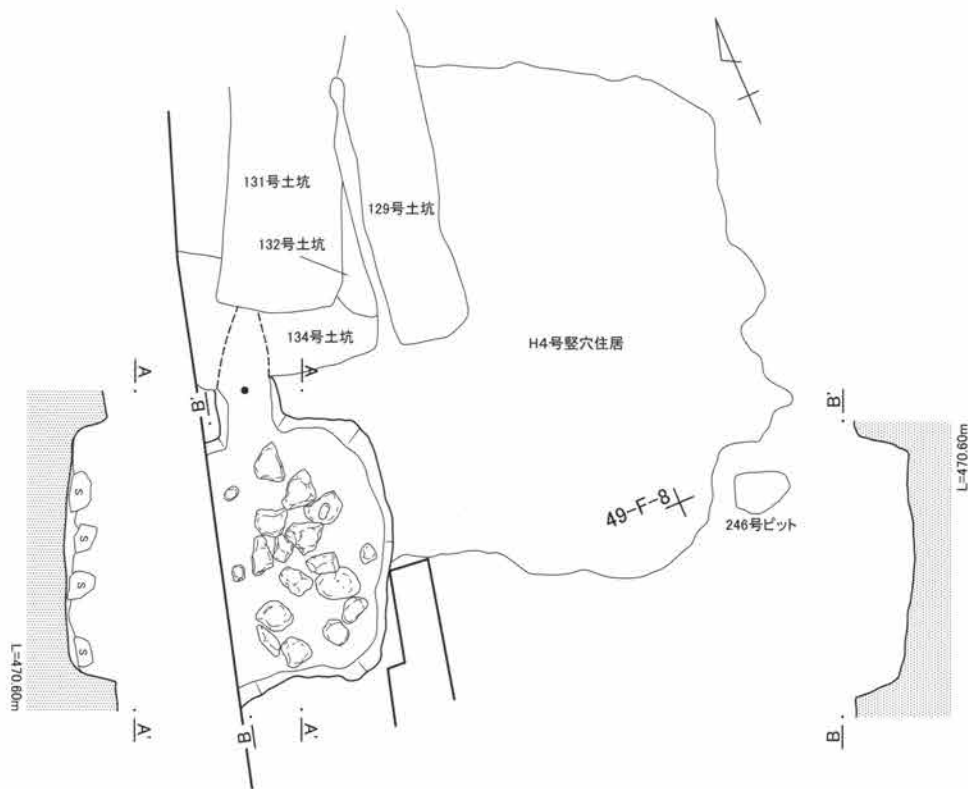 131号土坑
129号土坑
132号土坑
134号土坑
H4号竪穴住居
A
A
B'
B'
L=470.60m
49-F-8
246号ピット
S
S
S
S
L=470.60m
A'
A'
B
B